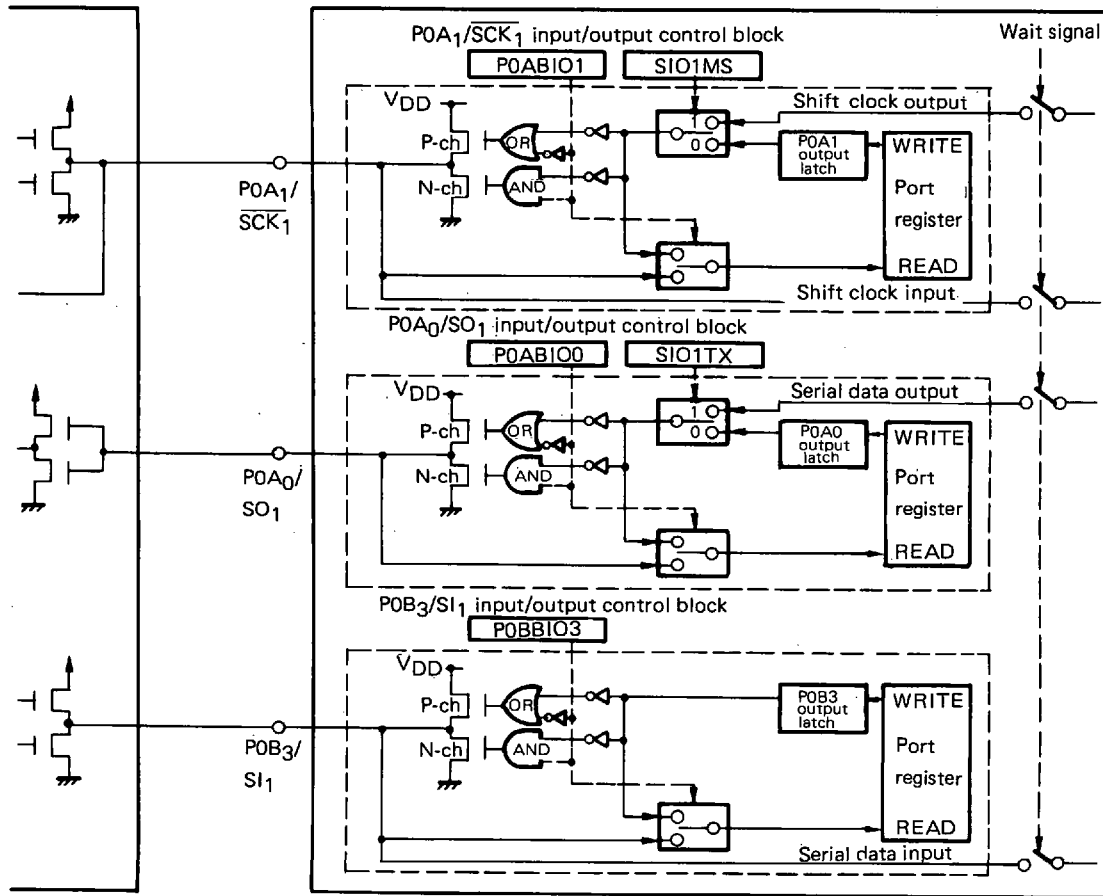 P0A1/SCK1 input/output control block
Wait signal
P0ABIO1
SIO1MS
VDD
Shift clock output
P-ch
OR
1
0
P0A1
output
latch
WRITE
Port
register
READ
N-ch
AND
P0A1/
SCK1
Shift clock input
P0A0/SO1 input/output control block
P0ABIO0
SIO1TX
VDD
Serial data output
P-ch
OR
1
0
P0A0
output
latch
WRITE
Port
register
READ
N-ch
AND
P0A0/
SO1
P0B3/SI1 input/output control block
P0BBIO3
VDD
P-ch
OR
P0B3
output
latch
WRITE
Port
register
READ
N-ch
AND
P0B3/
SI1
Serial data input